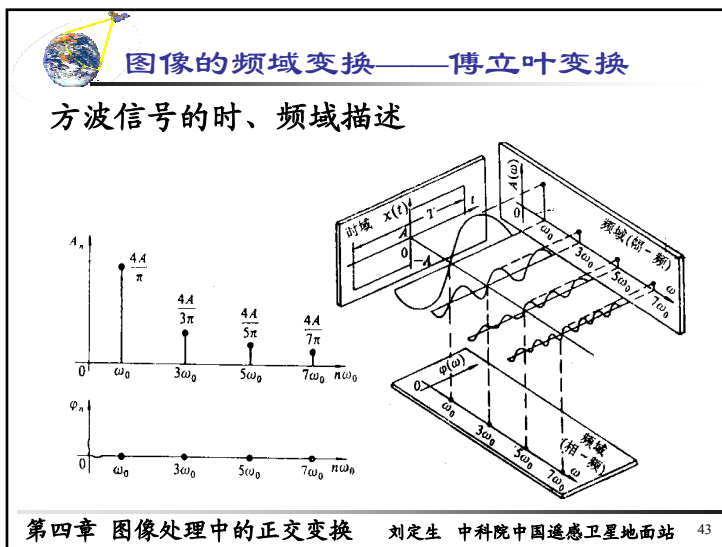 图像的频域变换——傅立叶变换
方波信号的时、频域描述
A_n
4A/π
4A/3π
4A/5π
4A/7π
0 ω₀ 3ω₀ 5ω₀ 7ω₀ nω₀
φ_n
0 ω₀ 3ω₀ 5ω₀ 7ω₀ nω₀
时域 x(t)
T
t
A
0
-A
A(ω)
0
频域(幅-频)
ω₀ 3ω₀ 5ω₀ 7ω₀ ω
φ(ω)
0
ω₀ 3ω₀ 5ω₀ 7ω₀ ω
频域
(相-频)
第四章 图像处理中的正交变换 刘定生 中科院中国遥感卫星地面站 43